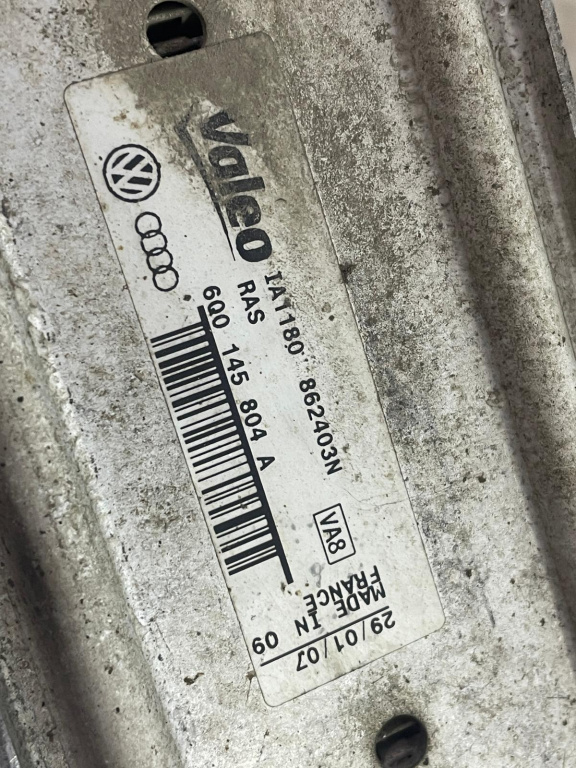 Valeo
IA1180 862403N
RAS
6Q0 145 804 A
VA8
MADE IN
FRANCE
09
29/01/07